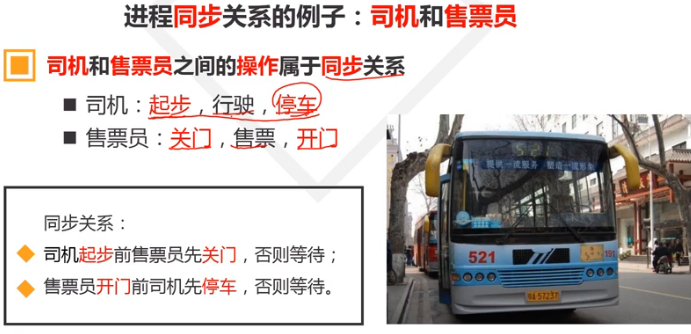 进程同步关系的例子：司机和售票员
司机和售票员之间的操作属于同步关系
司机：起步，行驶，停车
售票员：关门，售票，开门
同步关系：
司机起步前售票员先关门，否则等待；
售票员开门前司机先停车，否则等待。
521
101